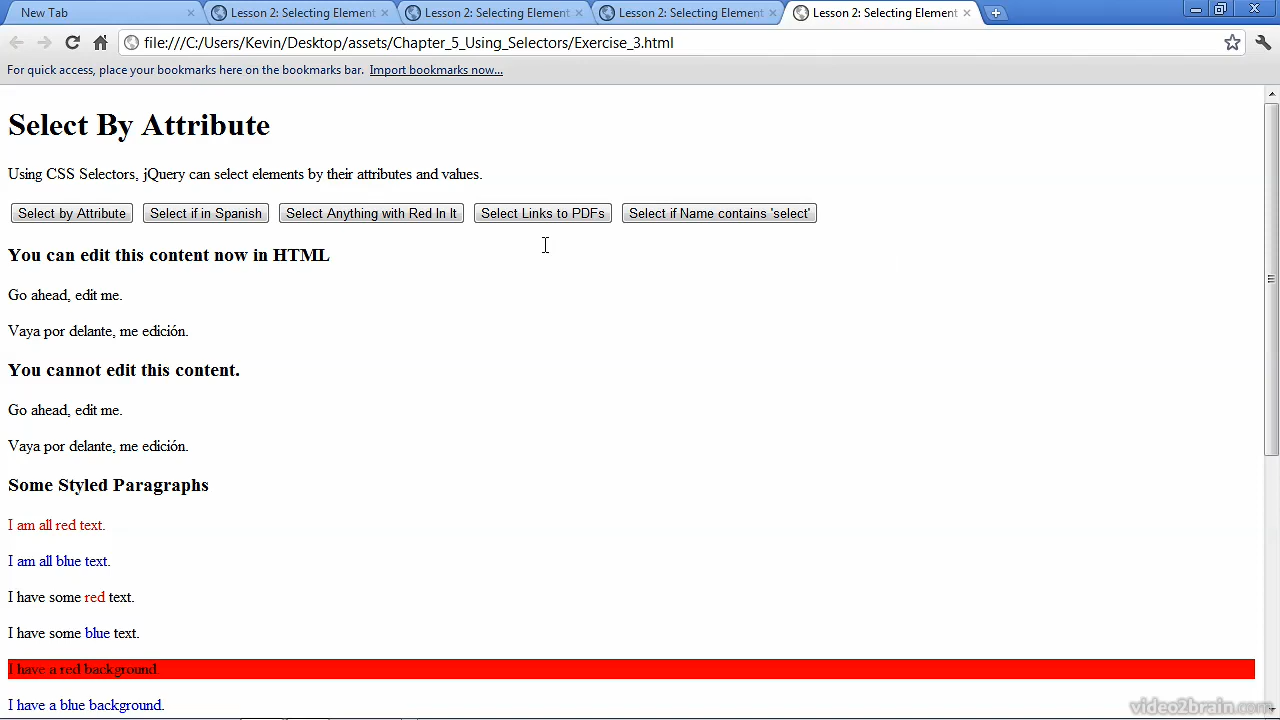 New Tab
Lesson 2: Selecting Element
Lesson 2: Selecting Element
Lesson 2: Selecting Element
Lesson 2: Selecting Element
file:///C:/Users/Kevin/Desktop/assets/Chapter_5_Using_Selectors/Exercise_3.html
For quick access, place your bookmarks here on the bookmarks bar. Import bookmarks now...
Select By Attribute
Using CSS Selectors, jQuery can select elements by their attributes and values.
Select by Attribute Select if in Spanish Select Anything with Red In It Select Links to PDFs Select if Name contains 'select'
You can edit this content now in HTML
Go ahead, edit me.
Vaya por delante, me edición.
You cannot edit this content.
Go ahead, edit me.
Vaya por delante, me edición.
Some Styled Paragraphs
I am all red text.
I am all blue text.
I have some red text.
I have some blue text.
I have a red background.
I have a blue background.
video2brain.com